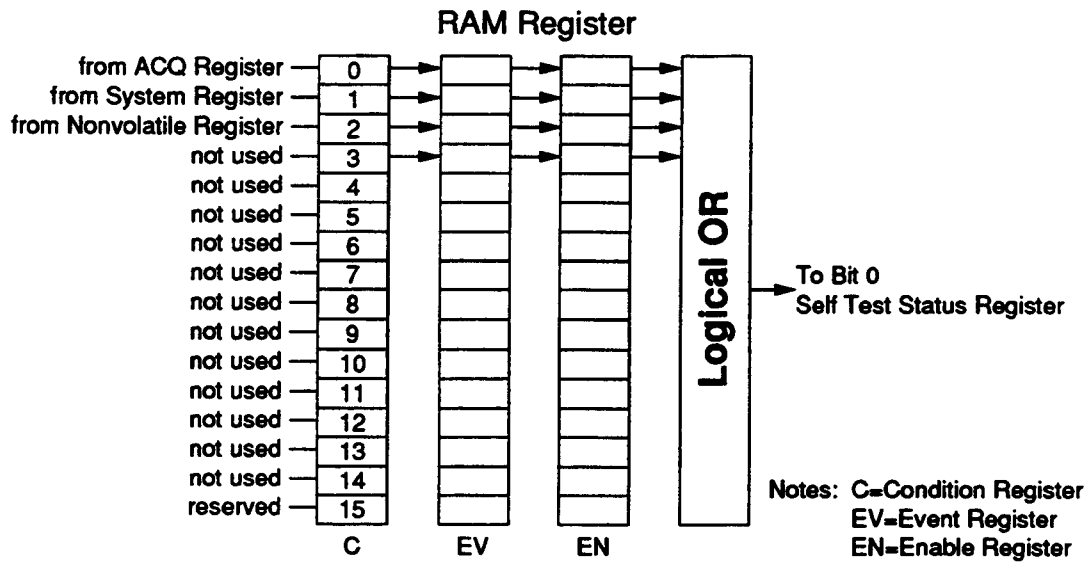 RAM Register
from ACQ Register 0
from System Register 1
from Nonvolatile Register 2
not used 3
not used 4
not used 5
not used 6
not used 7
not used 8
not used 9
not used 10
not used 11
not used 12
not used 13
not used 14
reserved 15
C EV EN
Logical OR
To Bit 0
Self Test Status Register
Notes: C=Condition Register
EV=Event Register
EN=Enable Register